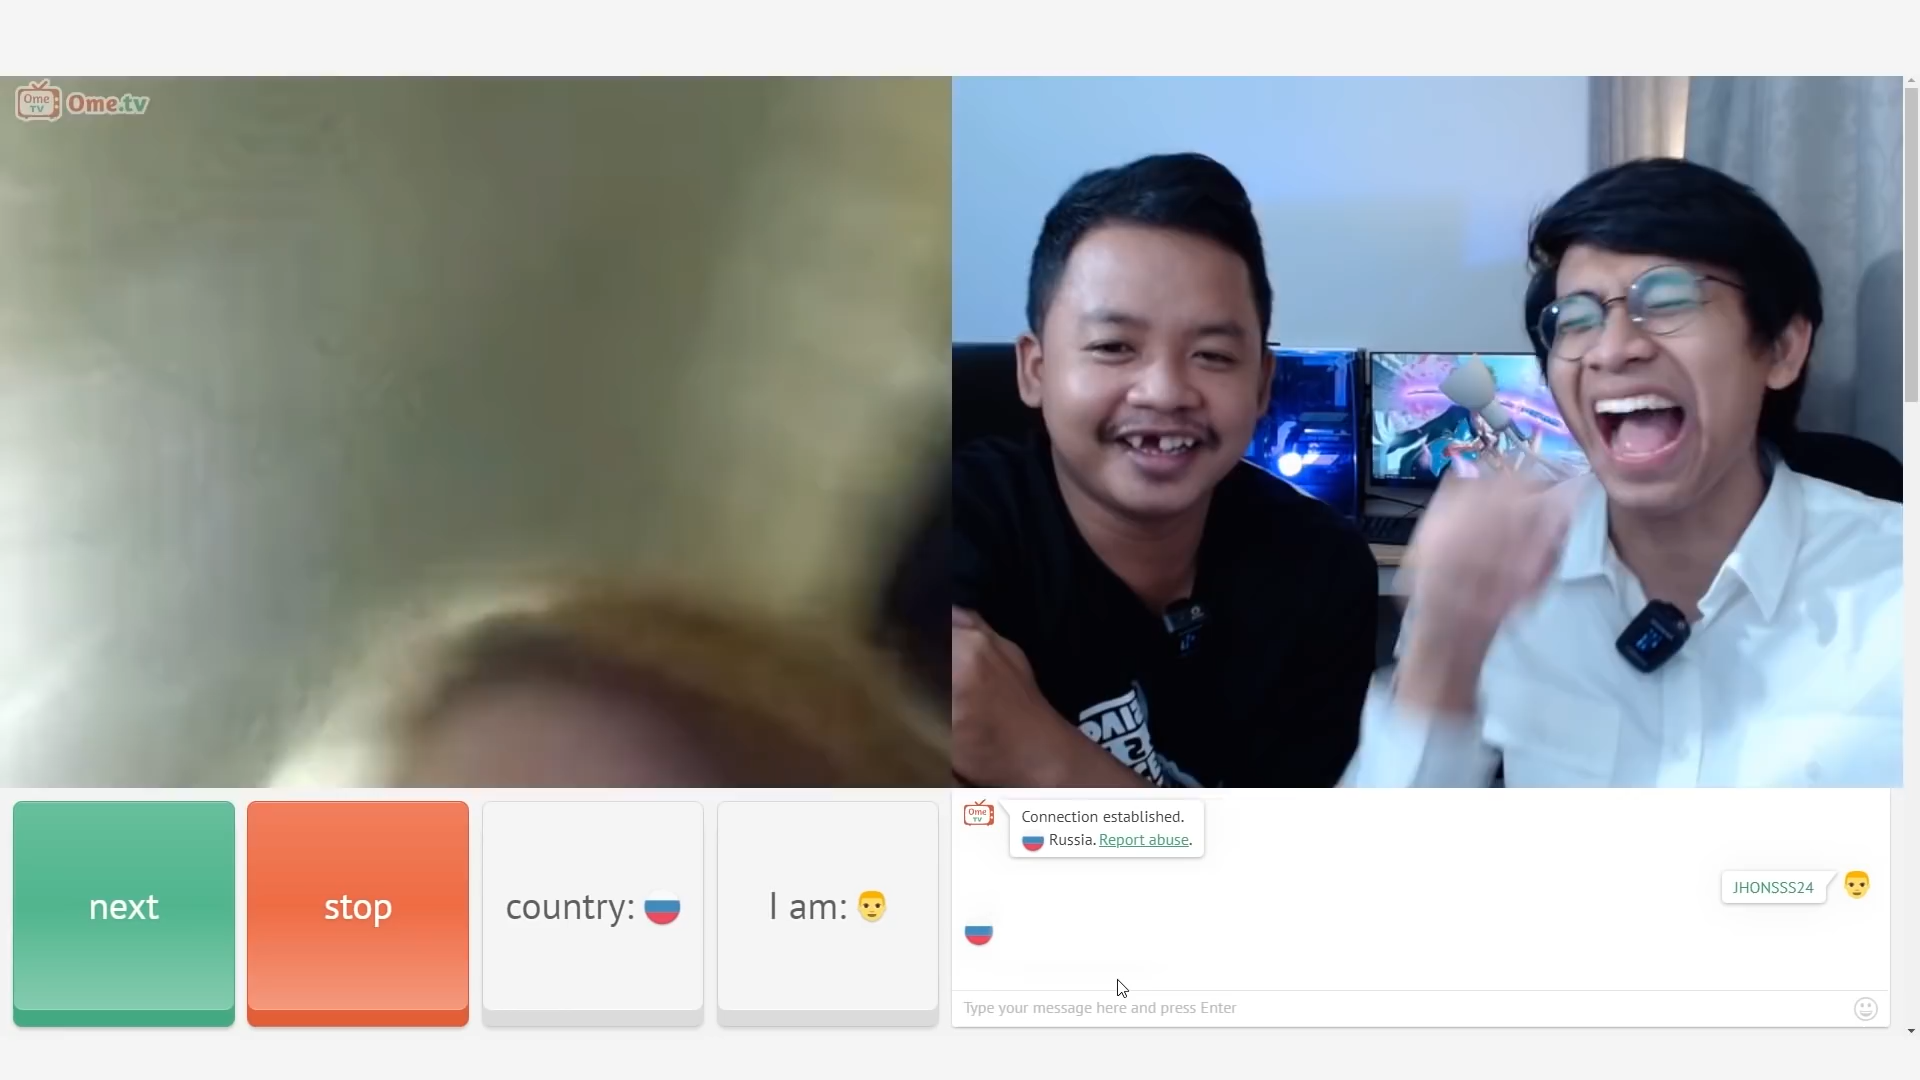 Ome TV Ome.tv
next
stop
country:
I am:
Ome TV
Connection established.
Russia. Report abuse.
JHONSSS24
Type your message here and press Enter